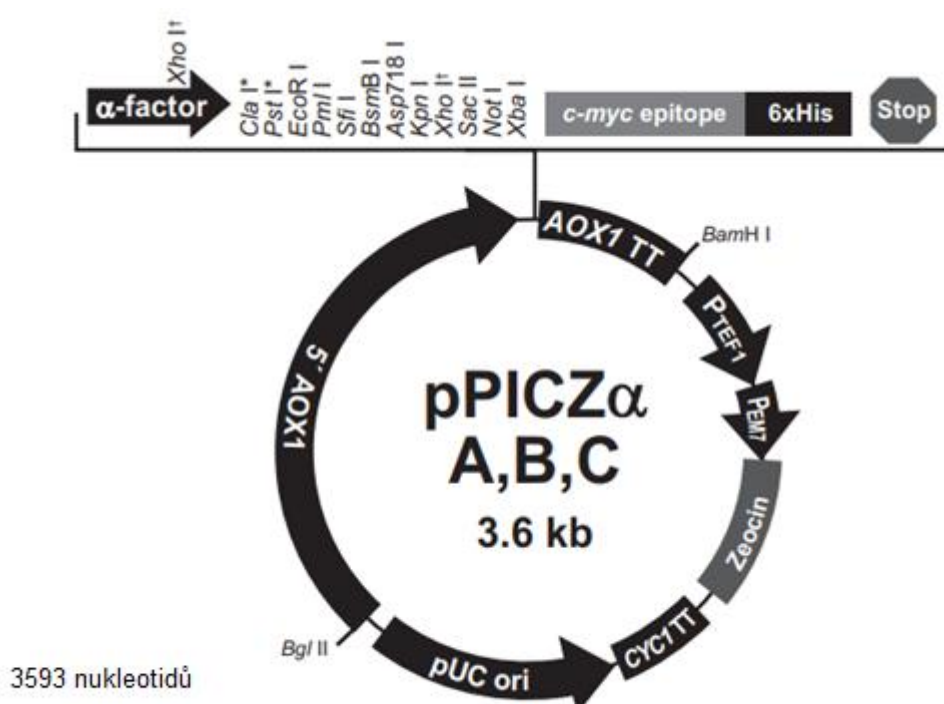 Xho I†
α-factor
Cla I*
Pst I*
EcoR I
Pml I
Sfi I
BsmB I
Asp718 I
Kpn I
Xho I†
Sac II
Not I
Xba I
c-myc epitope
6xHis
Stop
AOX1 TT
BamH I
PTEF1
PEM7
Zeocin
CYC1 TT
pUC ori
Bgl II
5´ AOX1
pPICZα
A,B,C
3.6 kb
3593 nukleotidů